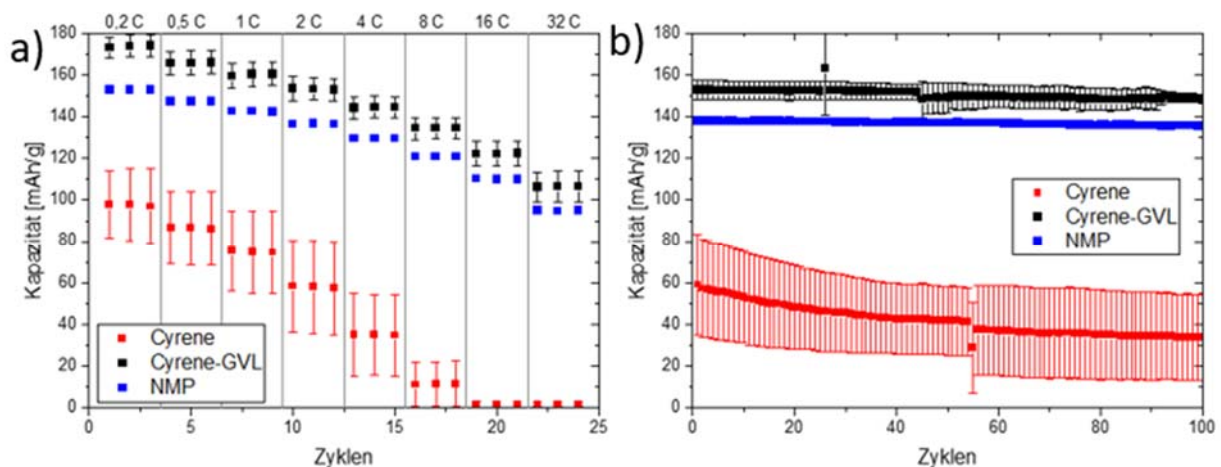 0,2 C 0,5 C 1 C 2 C 4 C 8 C 16 C 32 C
a)
180
160
140
120
100
80
60
40
20
0
Kapazität [mAh/g]
Cyrene
Cyrene-GVL
NMP
0 5 10 15 20 25
Zyklen
b)
180
160
140
120
100
80
60
40
20
0
Kapazität [mAh/g]
Cyrene
Cyrene-GVL
NMP
0 20 40 60 80 100
Zyklen